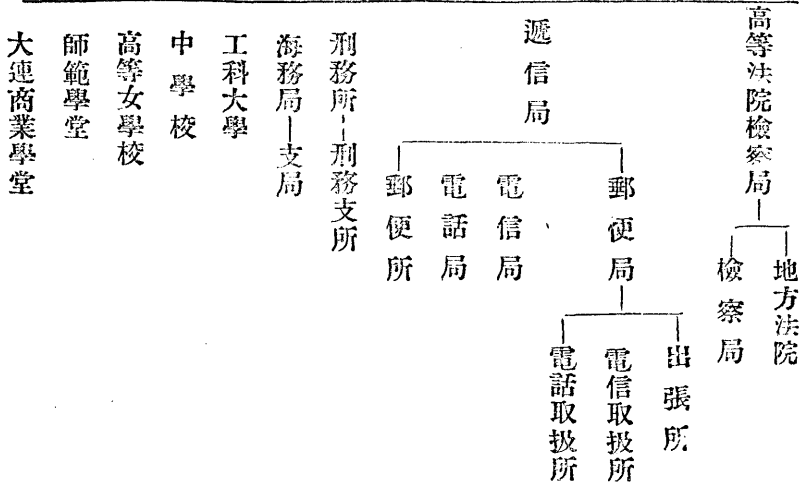 高等法院檢察局
地方法院
檢察局
遞信局
郵便局
出張所
電信取扱所
電話取扱所
電信局
電話局
郵便所
刑務所—刑務支所
海務局—支局
工科大學
中學校
高等女學校
師範學堂
大連商業學堂